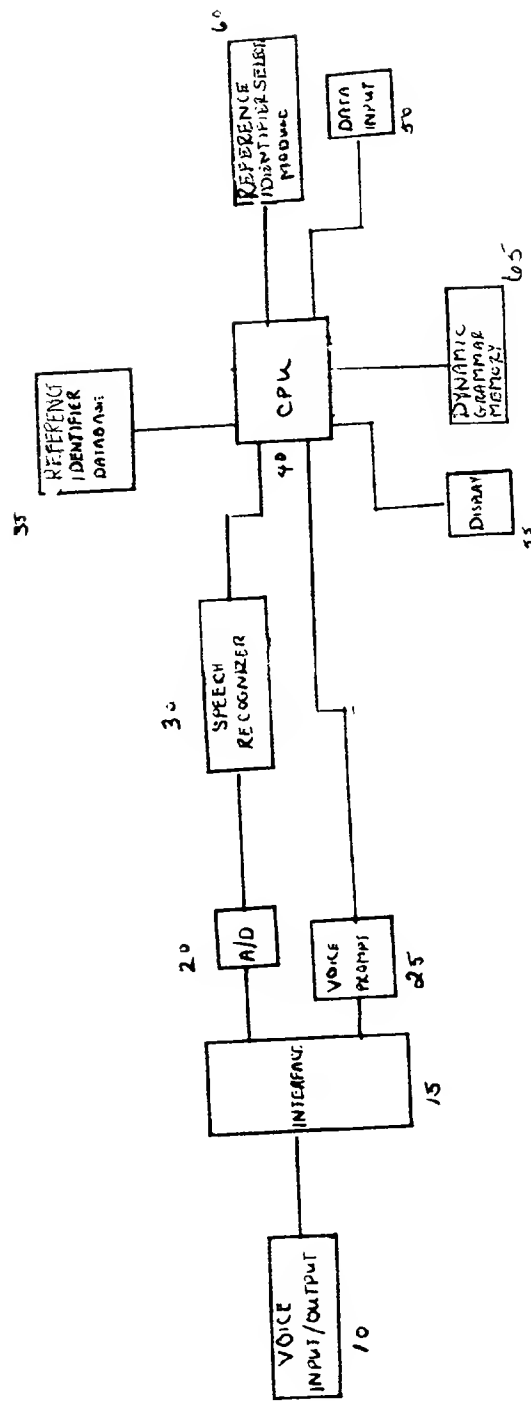 VOICE
INPUT/OUTPUT
10
INTERFACE
15
A/D
20
VOICE
PROMPT
25
SPEECH
RECOGNIZER
30
REFERENCE
IDENTIFIER
DATABASE
35
CPU
40
REFERENCE
IDENTIFIER SELECT
MODULE
60
DATA
INPUT
50
DYNAMIC
GRAMMAR
MEMORY
65
DISPLAY